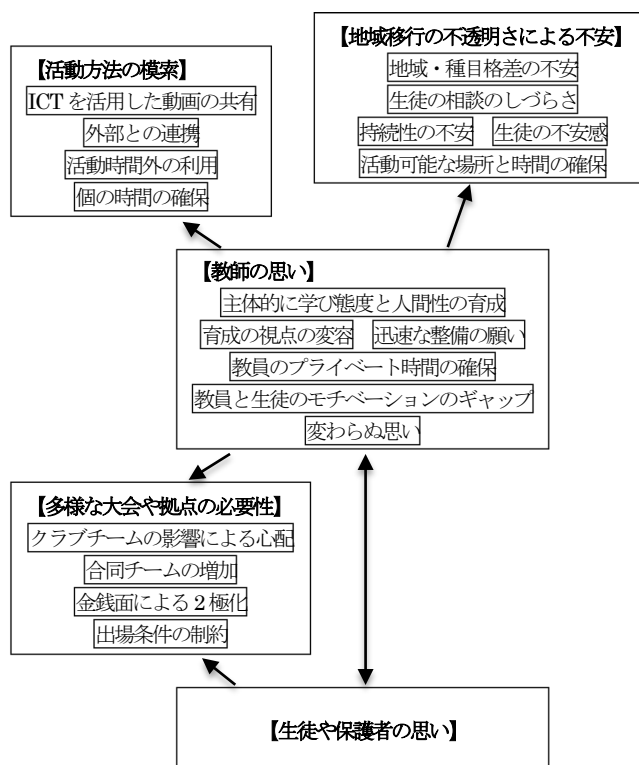 【活動方法の模索】
ICTを活用した動画の共有
外部との連携
活動時間外の利用
個の時間の確保
【地域移行の不透明さによる不安】
地域・種目格差の不安
生徒の相談のしづらさ
持続性の不安 生徒の不安感
活動可能な場所と時間の確保
【教師の思い】
主体的に学び態度と人間性の育成
育成の視点の変容 迅速な整備の願い
教員のプライベート時間の確保
教員と生徒のモチベーションのギャップ
変わらぬ思い
【多様な大会や拠点の必要性】
クラブチームの影響による心配
合同チームの増加
金銭面による2極化
出場条件の制約
【生徒や保護者の思い】